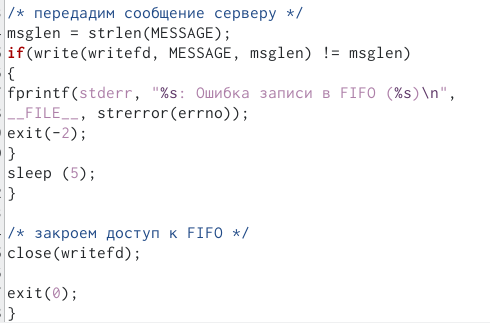 /* передадим сообщение серверу */
msglen = strlen(MESSAGE);
if(write(writefd, MESSAGE, msglen) != msglen)
{
fprintf(stderr, "%s: Ошибка записи в FIFO (%s)\n",
__FILE__, strerror(errno));
exit(-2);
}
sleep (5);
}
/* закроем доступ к FIFO */
close(writefd);
exit(0);
}